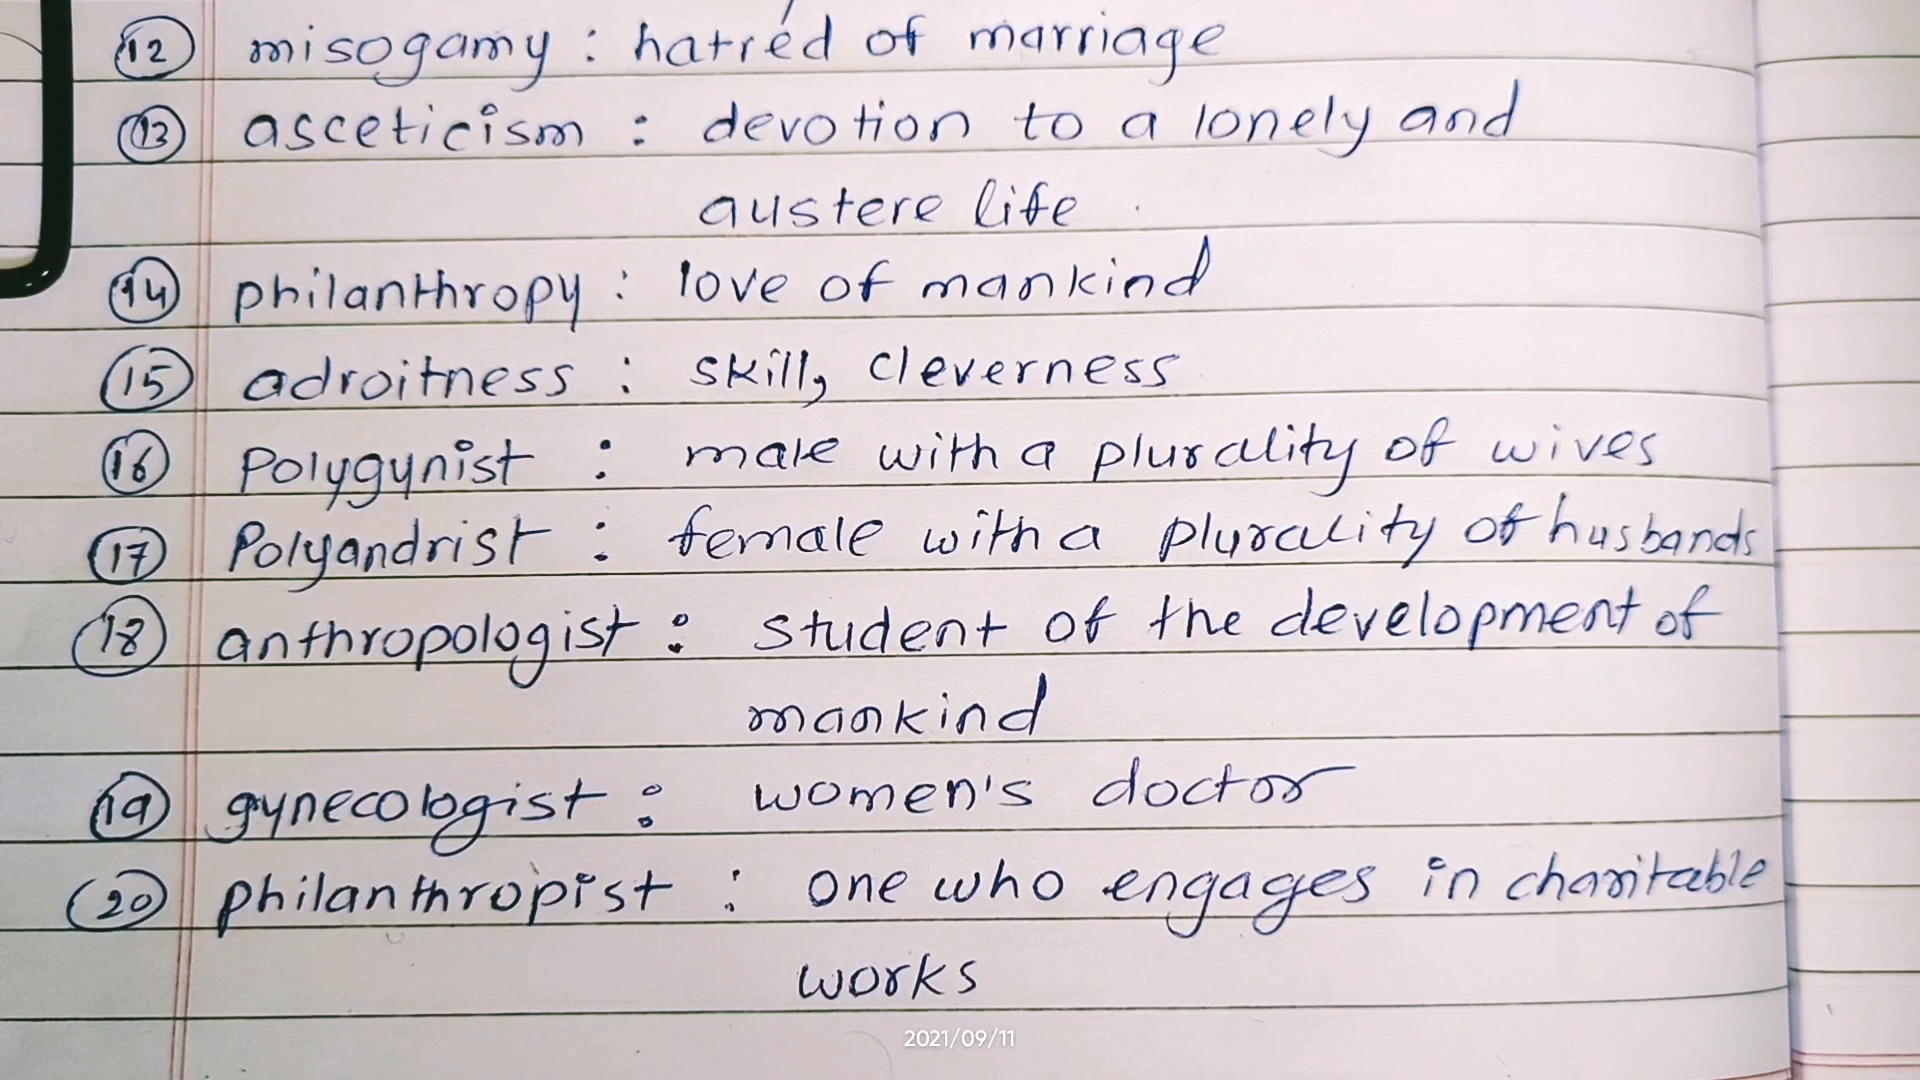 12 misogamy : hatred of marriage
13 asceticism : devotion to a lonely and
austere life.
14 philanthropy : love of mankind
15 adroitness : skill, cleverness
16 Polygynist : male with a plurality of wives
17 Polyandrist : female with a plurality of husbands
18 anthropologist : student of the development of
mankind
19 gynecologist : women's doctor
20 philanthropist : one who engages in charitable
works
2021/09/11